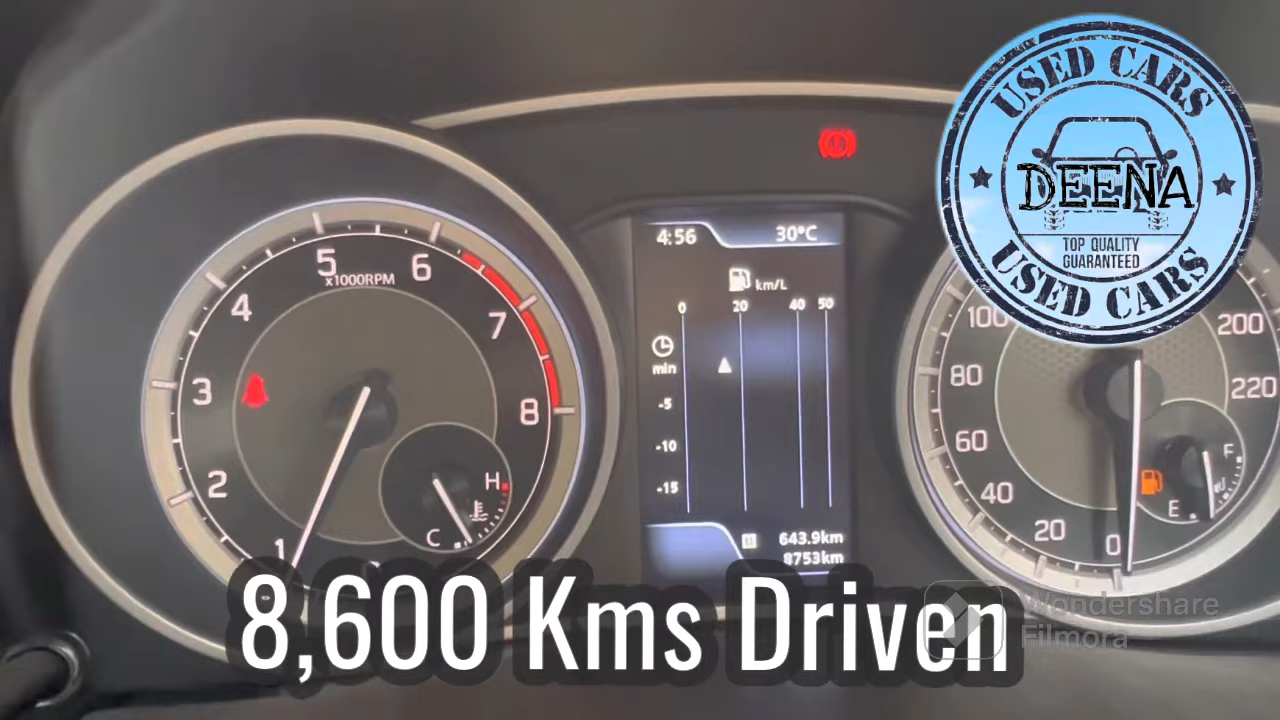 USED CARS
DEENA
TOP QUALITY
GUARANTEED
USED CARS
4:56 30°C
km/L
0 20 40 50
min
-5
-10
-15
643.9km
8753km
1 2 3 4 5 6 7 8
x1000RPM
C H
0 20 40 60 80 100 200 220
E F
8,600 Kms Driven
Wondershare
Filmora